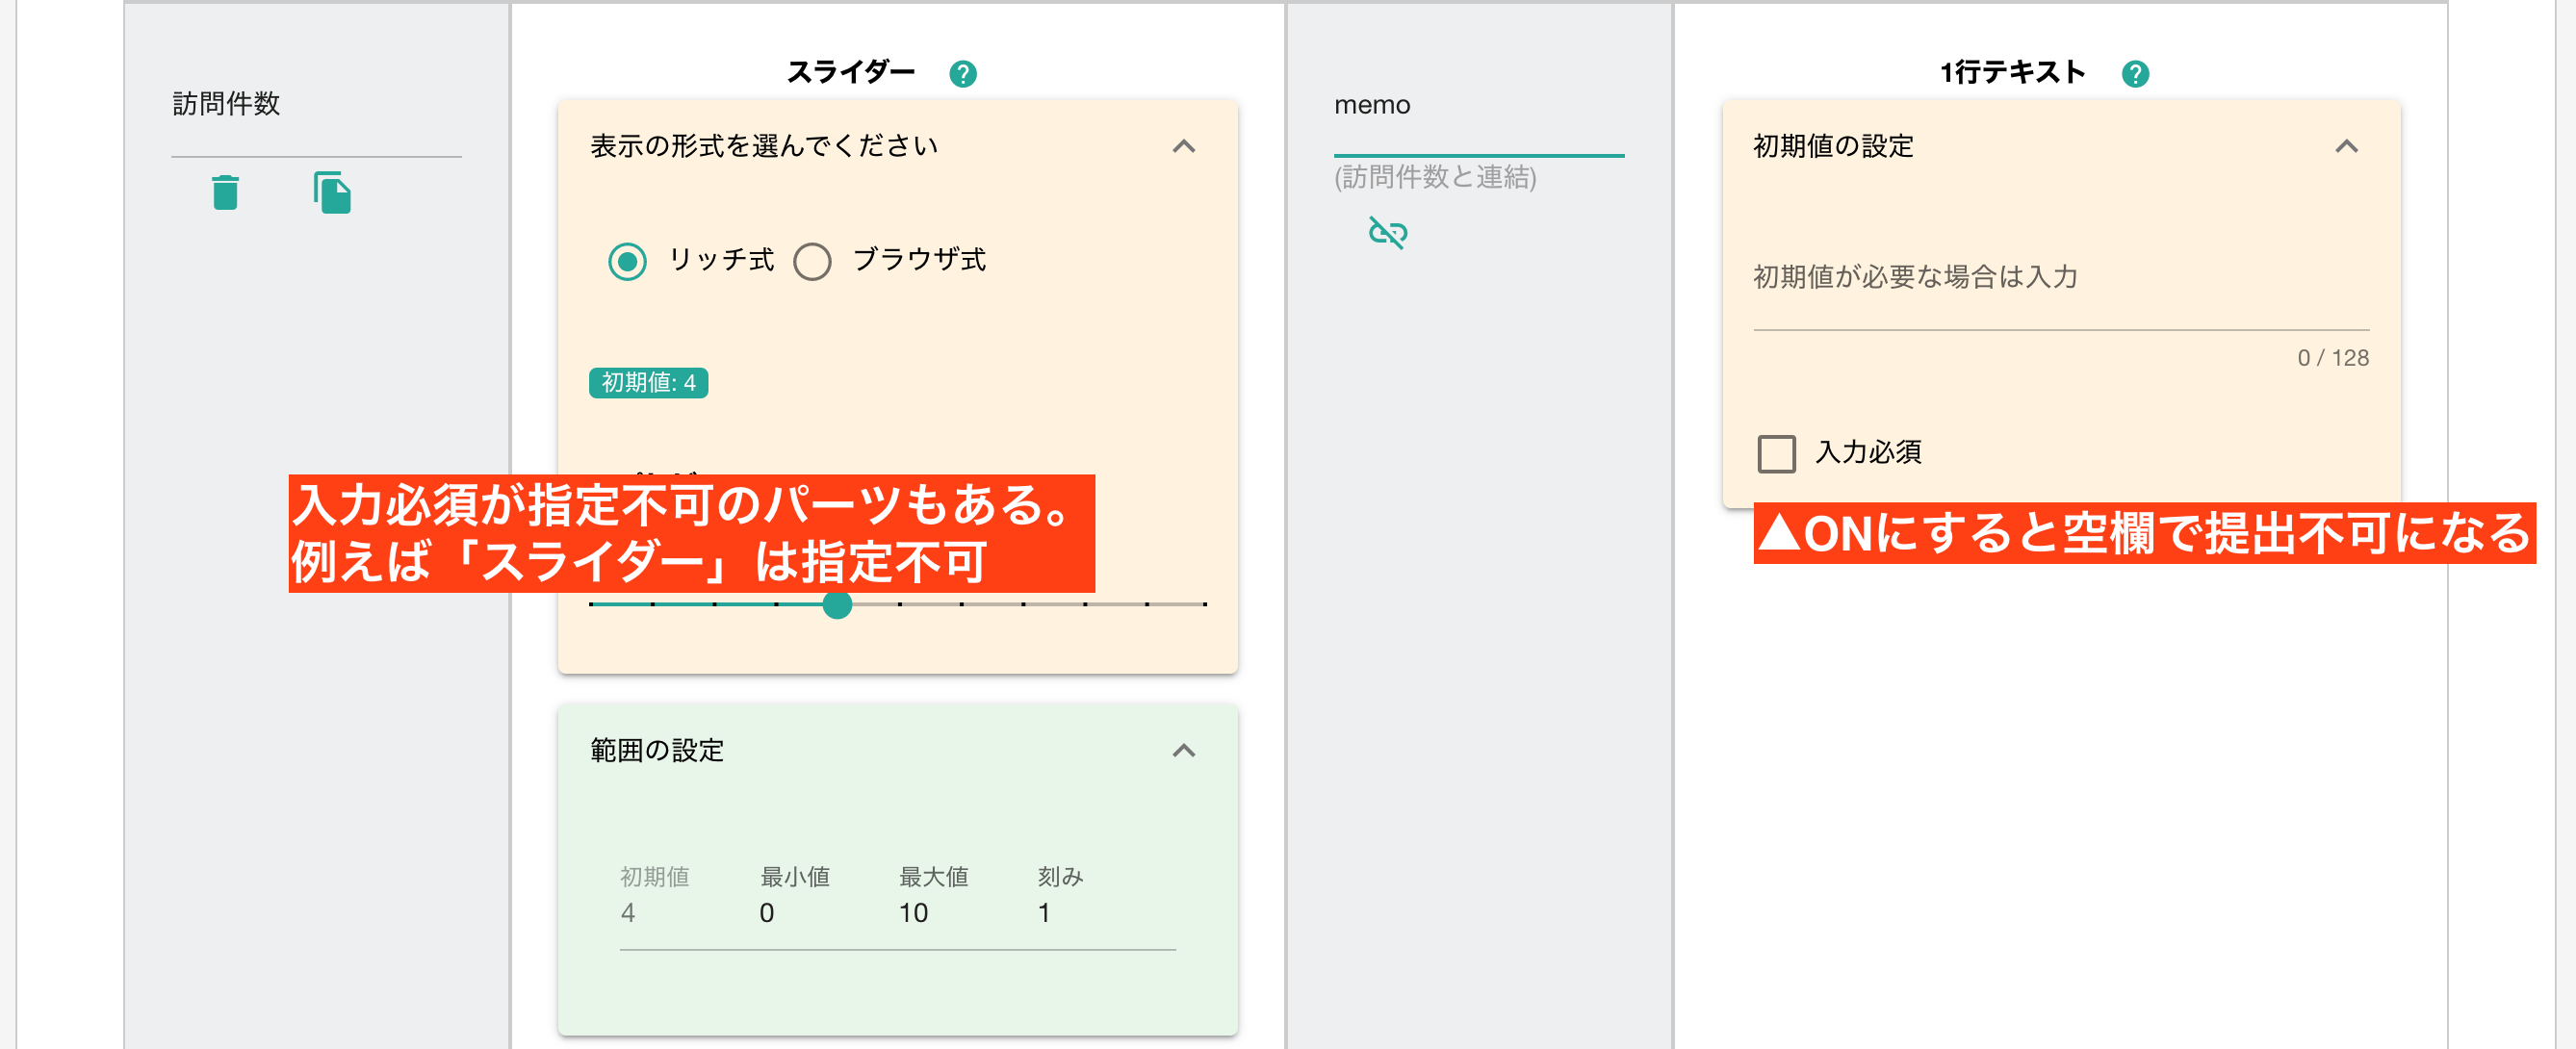 訪問件数
スライダー ?
表示の形式を選んでください
リッチ式 ブラウザ式
初期値: 4
入力必須が指定不可のパーツもある。
例えば「スライダー」は指定不可
範囲の設定
初期値 最小値 最大値 刻み
4 0 10 1
memo
(訪問件数と連結)
1行テキスト ?
初期値の設定
初期値が必要な場合は入力
0 / 128
入力必須
▲ONにすると空欄で提出不可になる